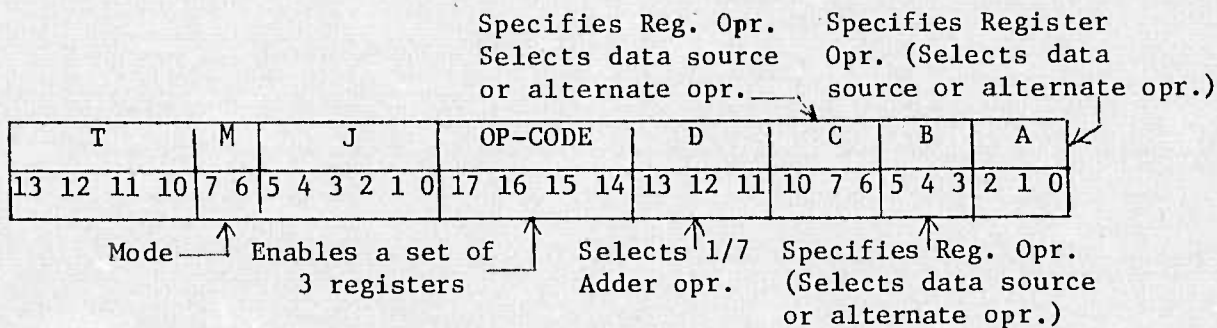 Specifies Reg. Opr.
Selects data source
or alternate opr.
Specifies Register
Opr. (Selects data
source or alternate opr.)
T M J OP-CODE D C B A
13 12 11 10 7 6 5 4 3 2 1 0 17 16 15 14 13 12 11 10 7 6 5 4 3 2 1 0
Mode
Enables a set of
3 registers
Selects 1/7
Adder opr.
Specifies Reg. Opr.
(Selects data source
or alternate opr.)